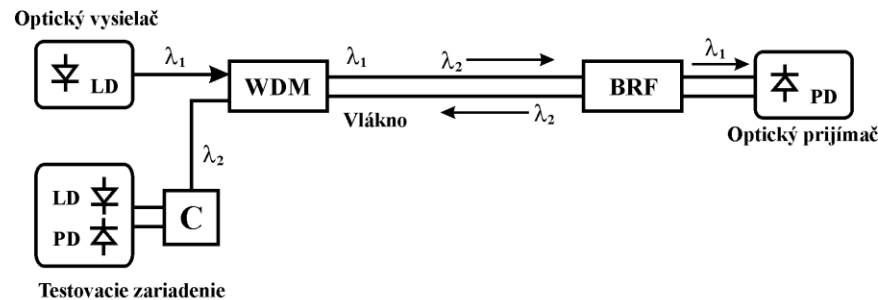 Optický vysielač
LD
λ₁
WDM
λ₁
λ₂
BRF
λ₁
PD
Vlákno
λ₂
Optický prijímač
λ₂
LD
PD
C
Testovacie zariadenie